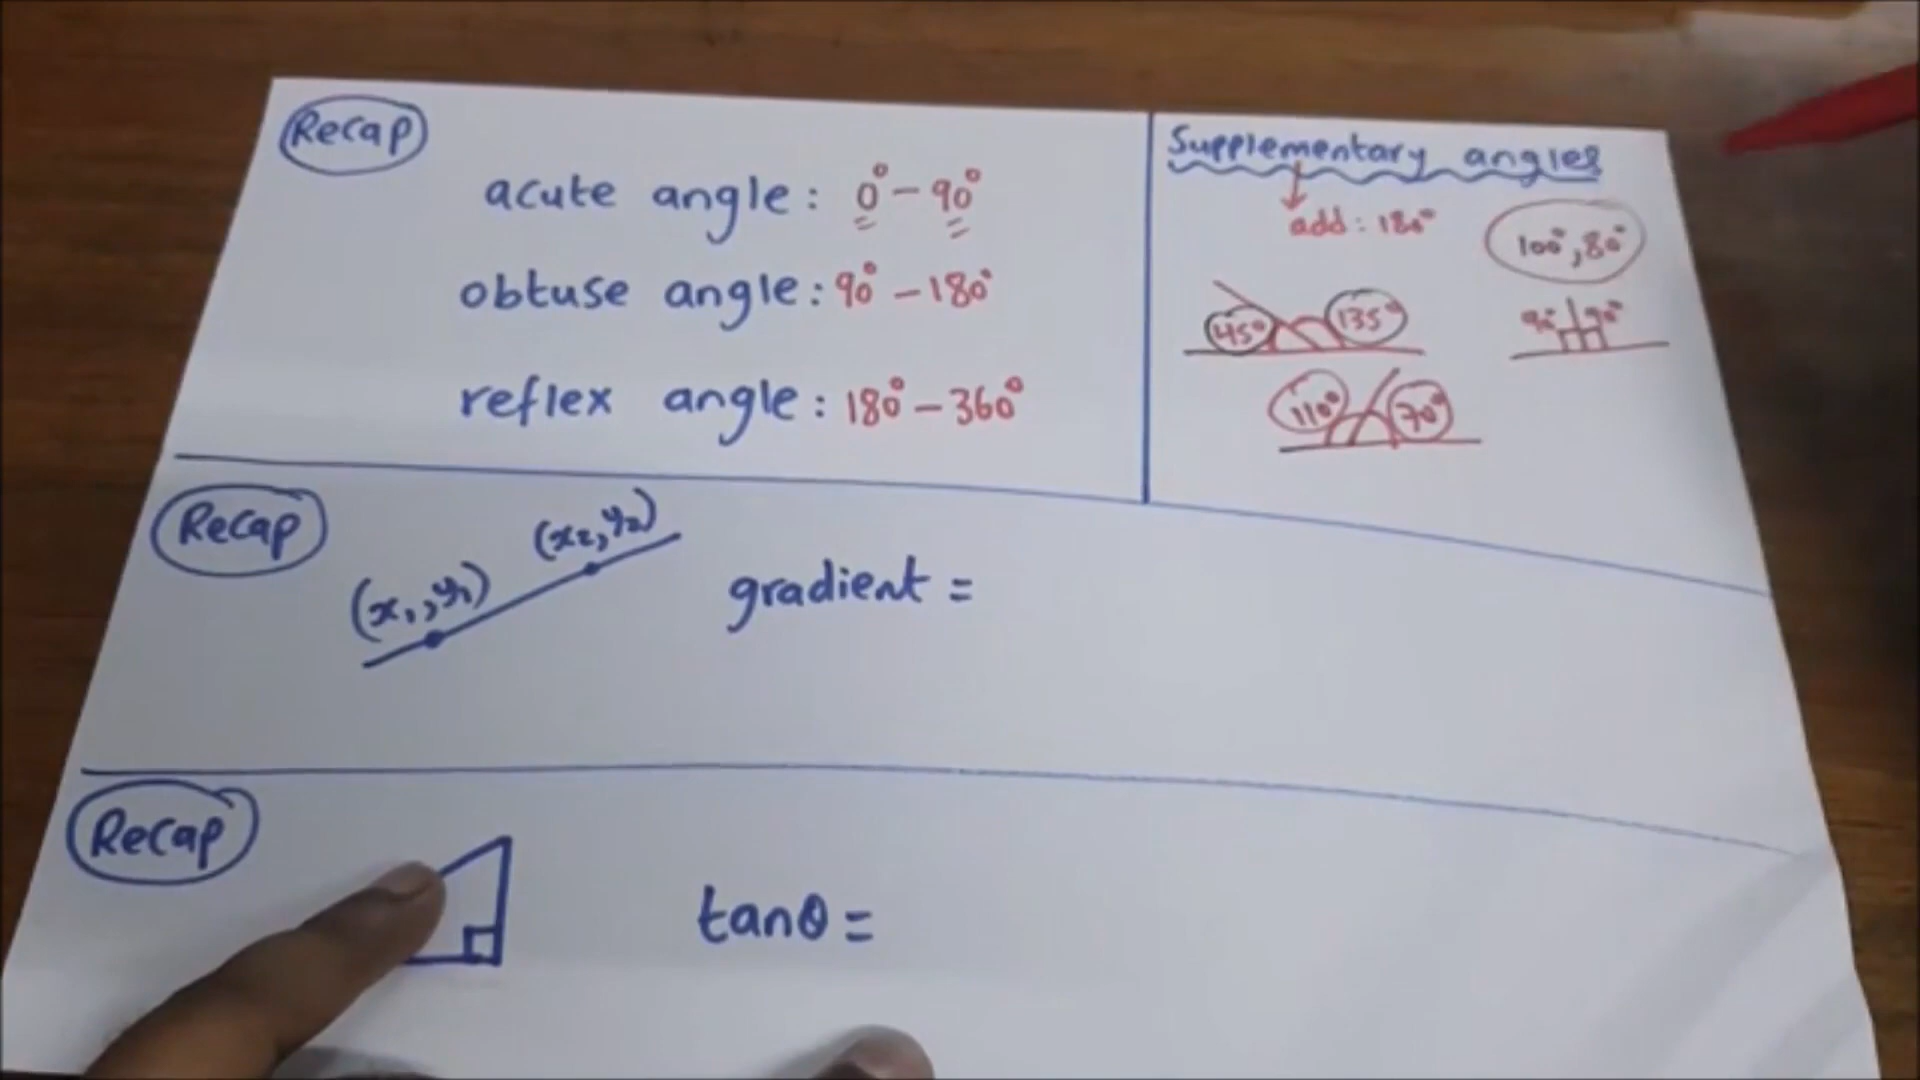 Recap
acute angle: 0° - 90°
obtuse angle: 90° - 180°
reflex angle: 180° - 360°
Supplementary angles
add: 180°
100°, 80°
45° 135°
90° 90°
110° 70°
Recap
(x₁, y₁) (x₂, y₂)
gradient =
Recap
tanθ =